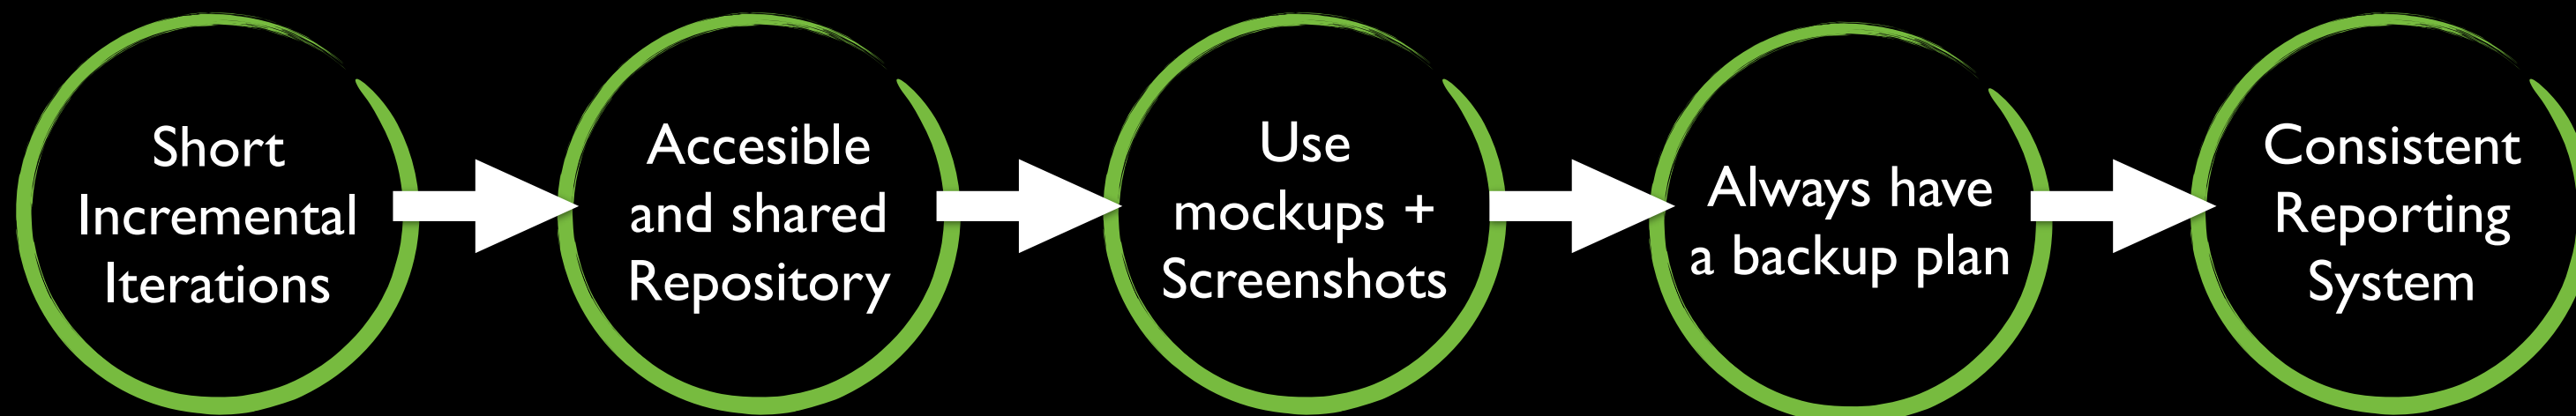 Short
Incremental
Iterations
Accesible
and shared
Repository
Use
mockups +
Screenshots
Always have
a backup plan
Consistent
Reporting
System